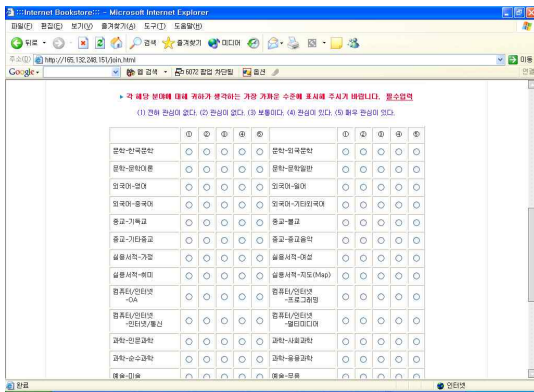 :::Internet Bookstore::: - Microsoft Internet Explorer
파일(F) 편집(E) 보기(V) 즐겨찾기(A) 도구(T) 도움말(H)
뒤로 검색 즐겨찾기 미디어
주소(D) http://165.132.248.151/join.html 이동
Google 웹 검색 6072 팝업 차단됨 옵션 연결
▸ 각 해당 분야에 대해 귀하가 생각하는 가장 가까운 수준에 표시해 주시기 바랍니다. 필수입력
(1) 전혀 관심이 없다. (2) 관심이 없다. (3) 보통이다. (4) 관심이 있다. (5) 매우 관심이 있다.
① ② ③ ④ ⑤ ① ② ③ ④ ⑤
문학-한국문학 문학-외국문학
문학-문학이론 문학-문학일반
외국어-영어 외국어-일어
외국어-중국어 외국어-기타외국어
종교-기독교 종교-불교
종교-기타종교 종교-종교음악
실용서적-가정 실용서적-여성
실용서적-취미 실용서적-지도(Map)
컴퓨터/인터넷 컴퓨터/인터넷
-OA -프로그래밍
컴퓨터/인터넷 컴퓨터/인터넷
-인터넷/통신 -멀티미디어
과학-인문과학 과학-사회과학
과학-순수과학 과학-응용과학
예술-미술 예술-무용
완료 인터넷